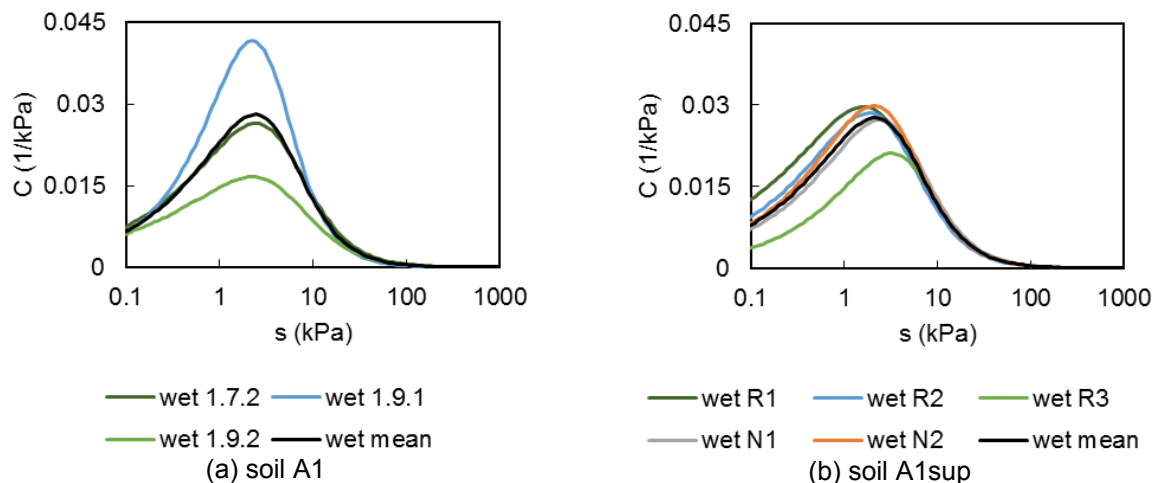 0.045
0.03
0.015
0
C (1/kPa)
0.1 1 10 100 1000
s (kPa)
wet 1.7.2 wet 1.9.1
wet 1.9.2 wet mean
(a) soil A1
0.045
0.03
0.015
0
C (1/kPa)
0.1 1 10 100 1000
s (kPa)
wet R1 wet R2 wet R3
wet N1 wet N2 wet mean
(b) soil A1sup